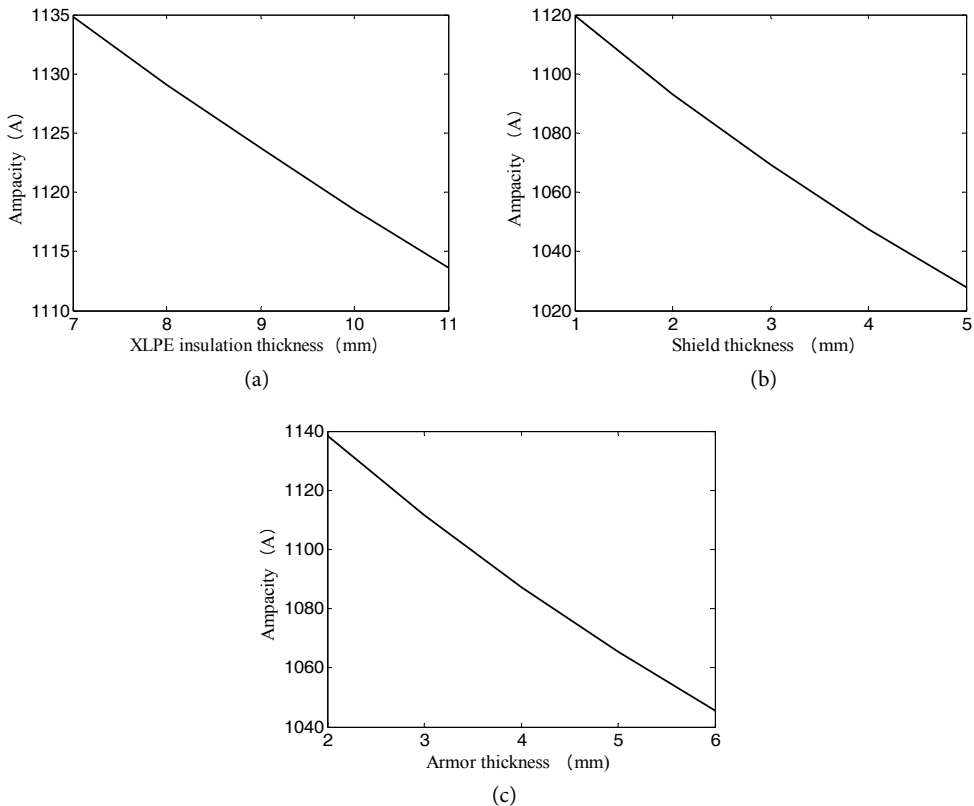 1135
1130
1125
1120
1115
1110
Ampacity（A）
7 8 9 10 11
XLPE insulation thickness（mm）
(a)
1120
1100
1080
1060
1040
1020
Ampacity（A）
1 2 3 4 5
Shield thickness （mm）
(b)
1140
1120
1100
1080
1060
1040
Ampacity（A）
2 3 4 5 6
Armor thickness （mm)
(c)